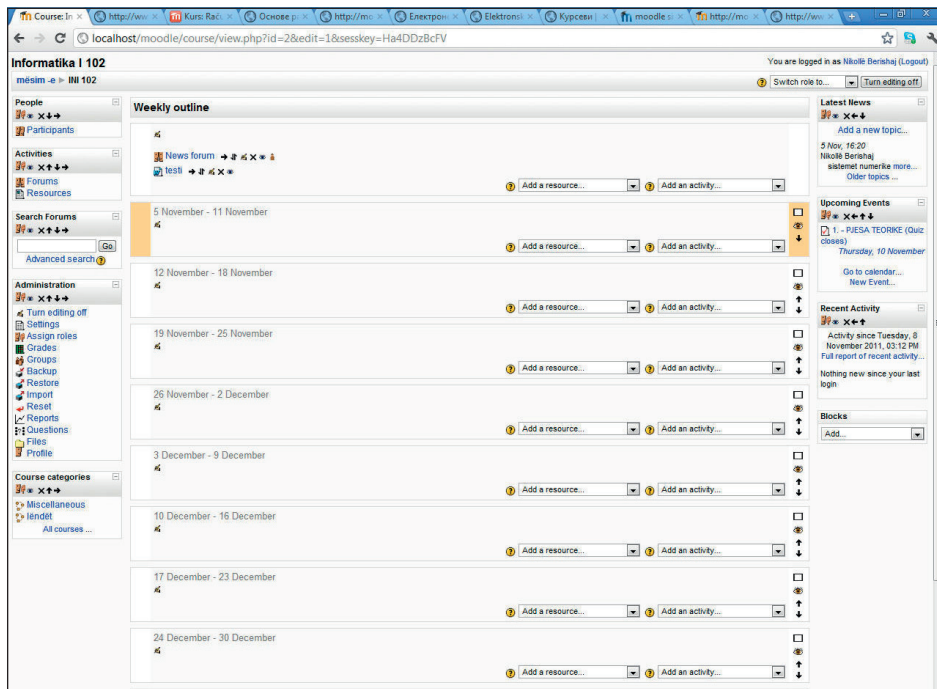 Course: In
http://ww
Kurs: Raču
Основе р
http://mo
Електрон
Elektronsk
Курсеви |
moodle s
http://mo
http://ww
localhost/moodle/course/view.php?id=2&edit=1&sesskey=Ha4DDzBcFV
Informatika I 102
You are logged in as Nikollë Berishaj (Logout)
mësim -e ► INI 102
Switch role to...
Turn editing off
People
Participants
Activities
Forums
Resources
Search Forums
Go
Advanced search
Administration
Turn editing off
Settings
Assign roles
Grades
Groups
Backup
Restore
Import
Reset
Reports
Questions
Files
Profile
Course categories
Miscellaneous
lëndët
All courses ...
Weekly outline
News forum
testi
Add a resource... Add an activity...
5 November - 11 November
Add a resource... Add an activity...
12 November - 18 November
Add a resource... Add an activity...
19 November - 25 November
Add a resource... Add an activity...
26 November - 2 December
Add a resource... Add an activity...
3 December - 9 December
Add a resource... Add an activity...
10 December - 16 December
Add a resource... Add an activity...
17 December - 23 December
Add a resource... Add an activity...
24 December - 30 December
Add a resource... Add an activity...
Latest News
Add a new topic...
5 Nov, 16:20
Nikollë Berishaj
sistemet numerike more...
Older topics ...
Upcoming Events
1. - PJESA TEORIKE (Quiz
closes)
Thursday, 10 November
Go to calendar...
New Event...
Recent Activity
Activity since Tuesday, 8
November 2011, 03:12 PM
Full report of recent activity...
Nothing new since your last
login
Blocks
Add...